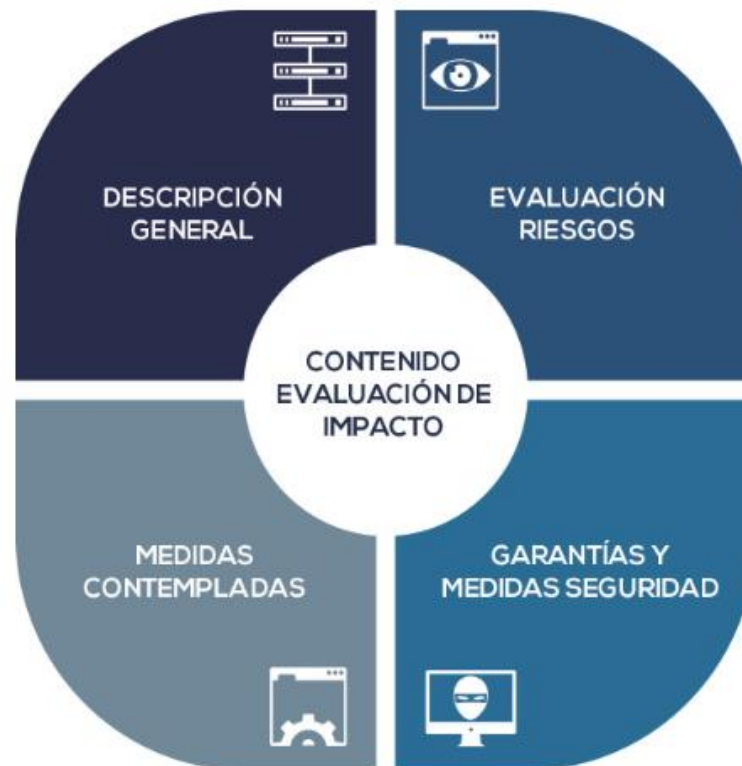 DESCRIPCIÓN
GENERAL
EVALUACIÓN
RIESGOS
CONTENIDO
EVALUACIÓN DE
IMPACTO
MEDIDAS
CONTEMPLADAS
GARANTÍAS Y
MEDIDAS SEGURIDAD